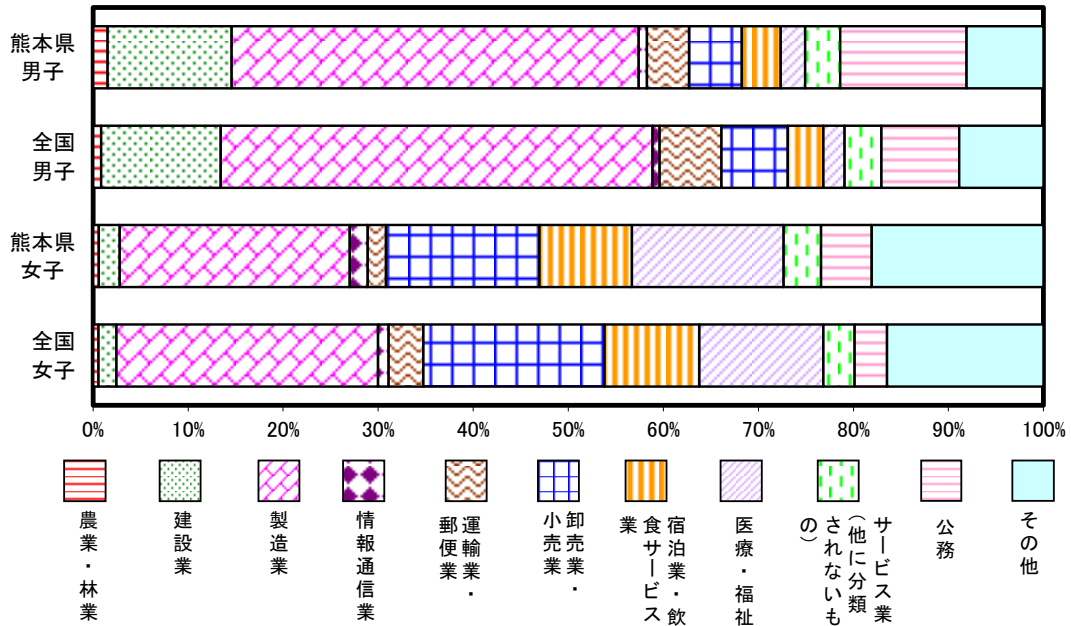 熊本県
男子
全国
男子
熊本県
女子
全国
女子
0% 10% 20% 30% 40% 50% 60% 70% 80% 90% 100%
農業・林業
建設業
製造業
情報通信業
運輸業・
郵便業
卸売業・
小売業
宿泊業・飲
食サービス
業
医療・福祉
サービス業
(他に分類
されないも
の)
公務
その他